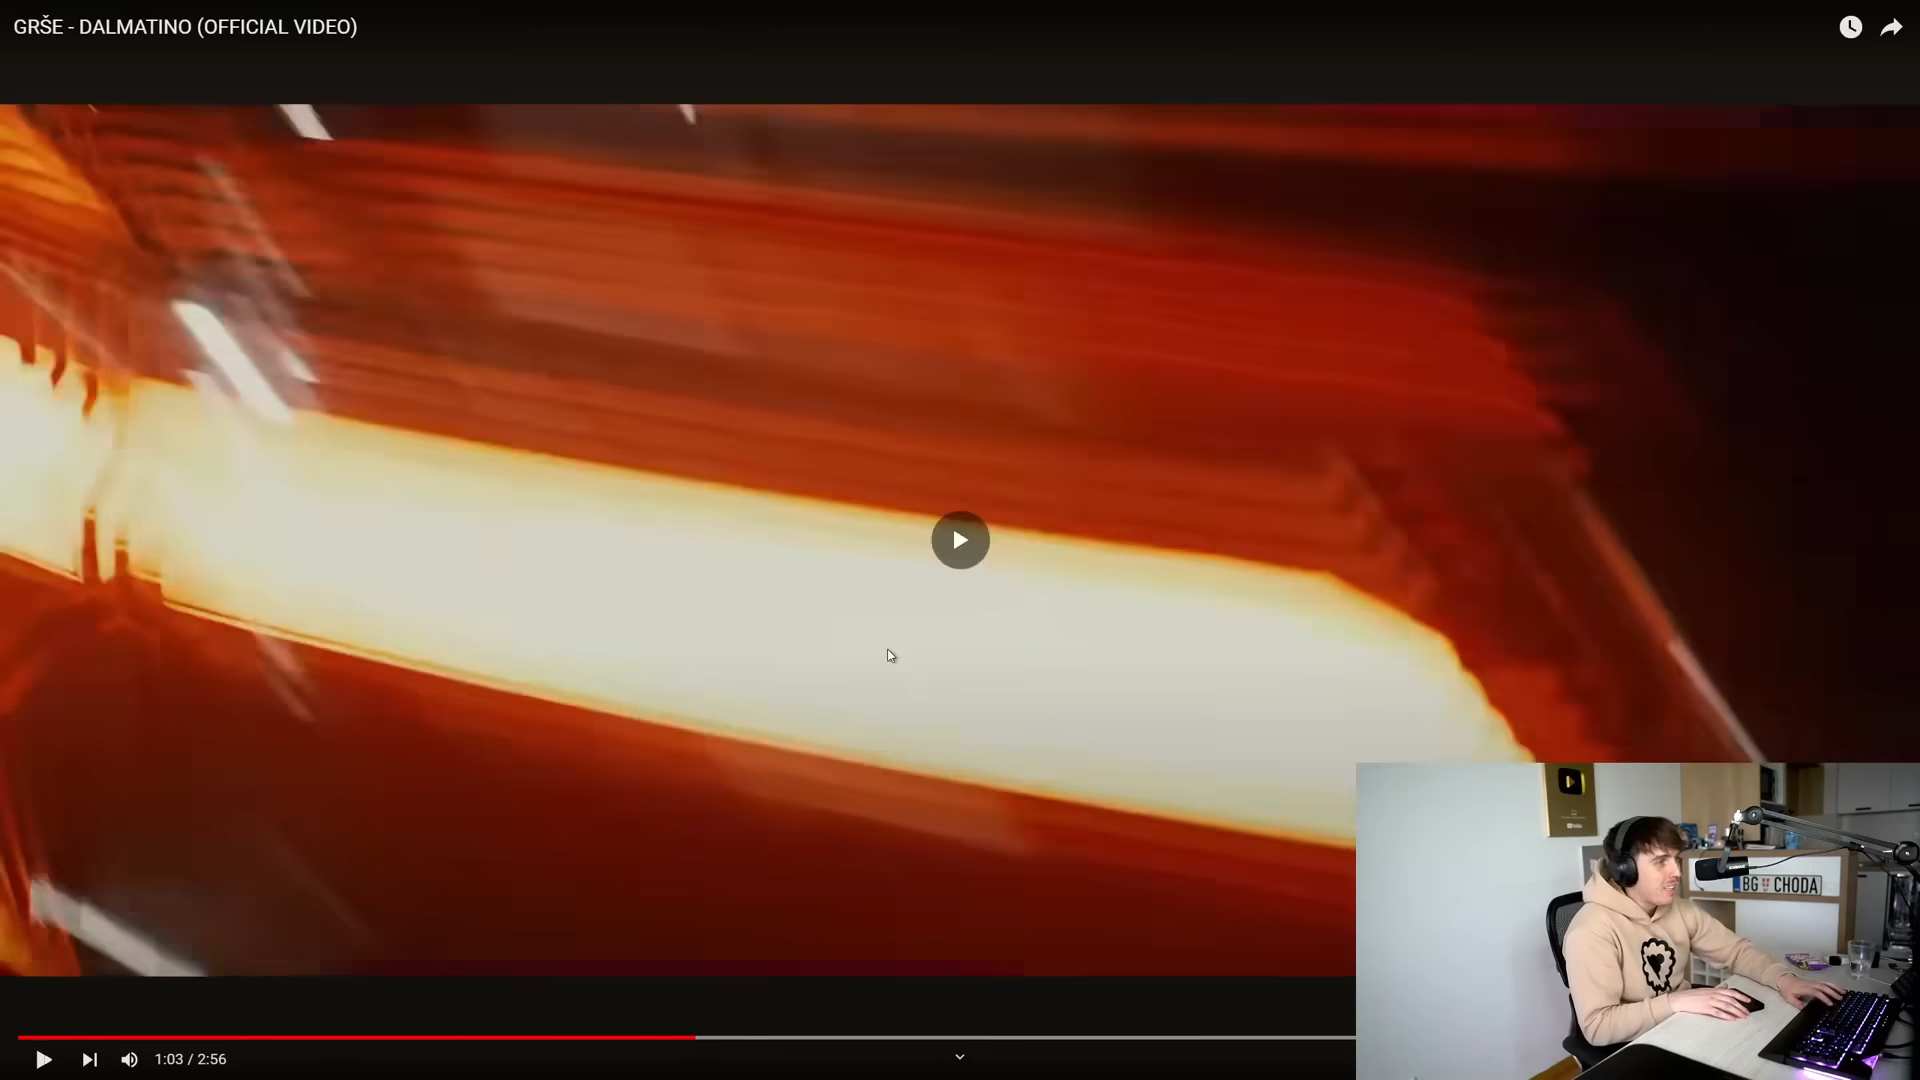 GRŠE - DALMATINO (OFFICIAL VIDEO)
BG CHODA
1:03 / 2:56